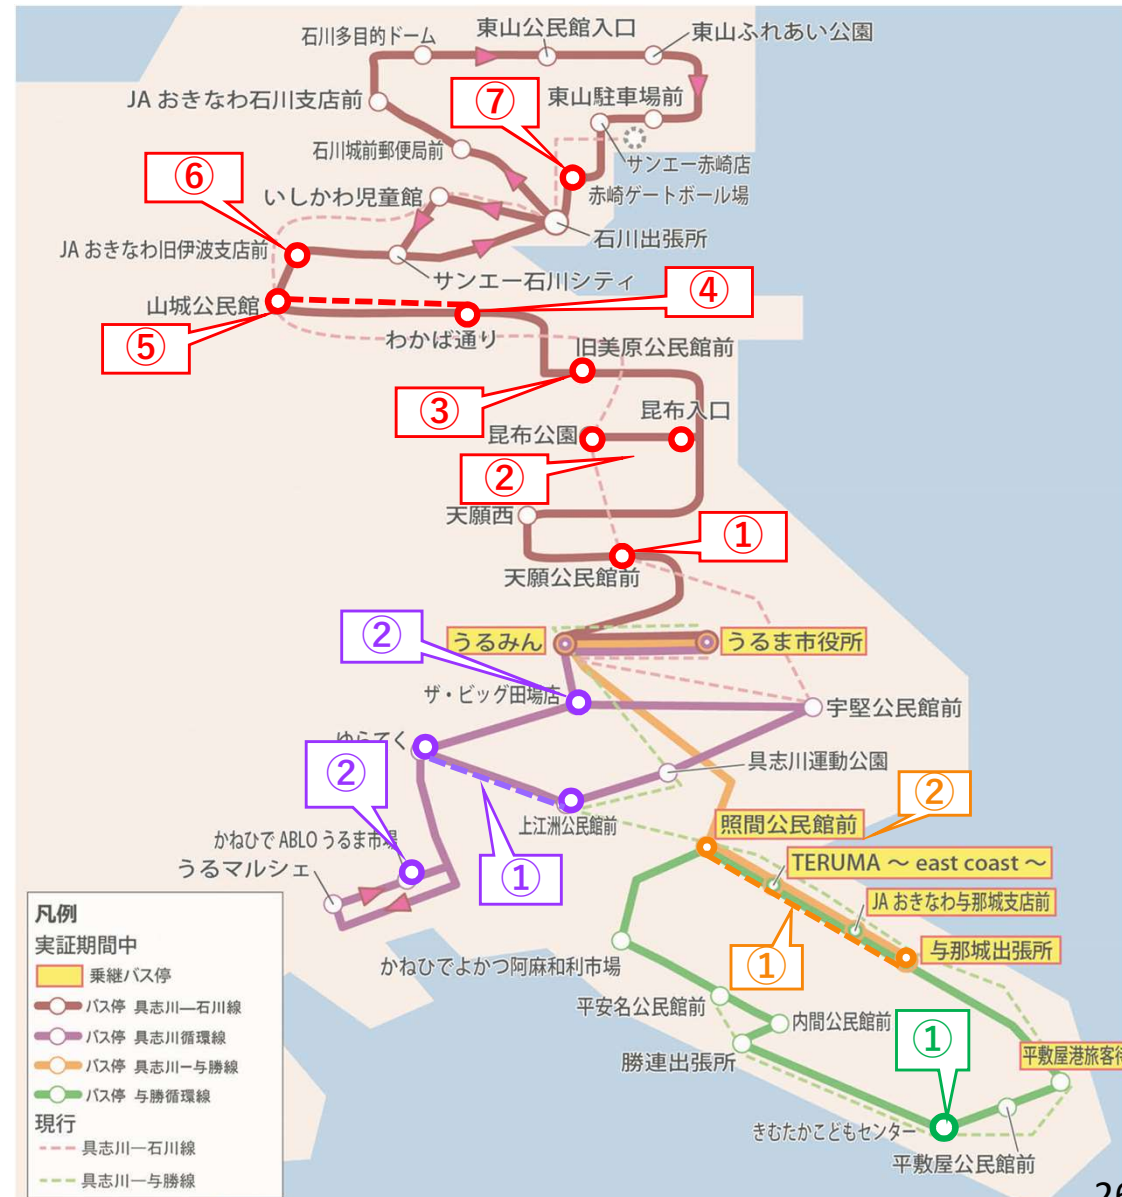 石川多目的ドーム
東山公民館入口
東山ふれあい公園
JA おきなわ石川支店前
⑦
東山駐車場前
石川城前郵便局前
サンエー赤崎店
⑥
いしかわ児童館
赤崎ゲートボール場
JA おきなわ旧伊波支店前
石川出張所
サンエー石川シティ
④
山城公民館
⑤
わかば通り
旧美原公民館前
③
昆布入口
昆布公園
②
天願西
①
天願公民館前
②
うるみん
うるま市役所
ザ・ビッグ田場店
宇堅公民館前
ゆらてく
具志川運動公園
②
②
照間公民館前
上江洲公民館前
かねひで ABLO うるま市場
うるマルシェ
①
TERUMA ～ east coast ～
JA おきなわ与那城支店前
①
与那城出張所
かねひでよかつ阿麻和利市場
平安名公民館前
内間公民館前
①
勝連出張所
平敷屋港旅客待
きむたかこどもセンター
平敷屋公民館前
凡例
実証期間中
乗継バス停
バス停 具志川―石川線
バス停 具志川循環線
バス停 具志川ー与勝線
バス停 与勝循環線
現行
具志川―石川線
具志川―与勝線